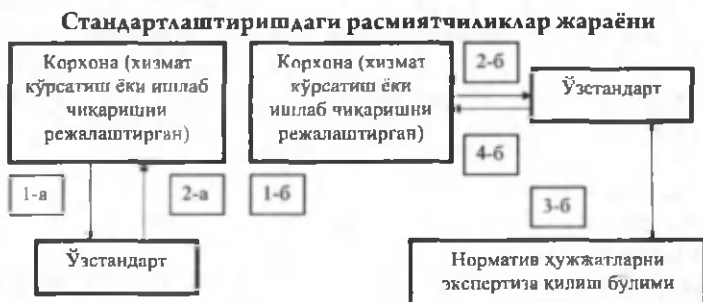 Стандартлаштиришдаги расмиятчиликлар жараёни
Корхона (хизмат
кўрсатиш ёки ишлаб
чиқаришни
режалаштирган)
Корхона (хизмат
кўрсатиш ёки
ишлаб чиқаришни
режалаштирган)
2-б
Ўзстандарт
4-б
1-а
2-а
1-б
3-б
Ўзстандарт
Норматив ҳужжатларни
экспертиза қилиш бўлими